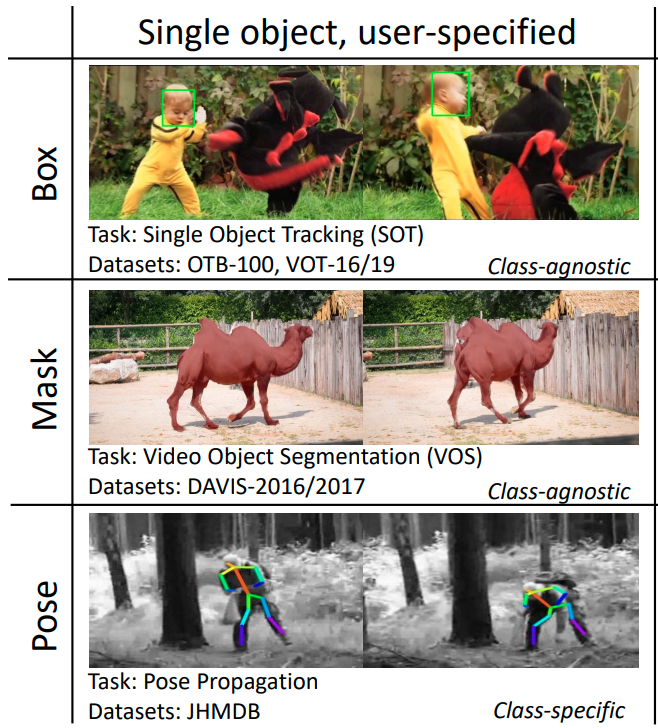 Single object, user-specified
Box
Task: Single Object Tracking (SOT)
Datasets: OTB-100, VOT-16/19
Class-agnostic
Mask
Task: Video Object Segmentation (VOS)
Datasets: DAVIS-2016/2017
Class-agnostic
Pose
Task: Pose Propagation
Datasets: JHMDB
Class-specific